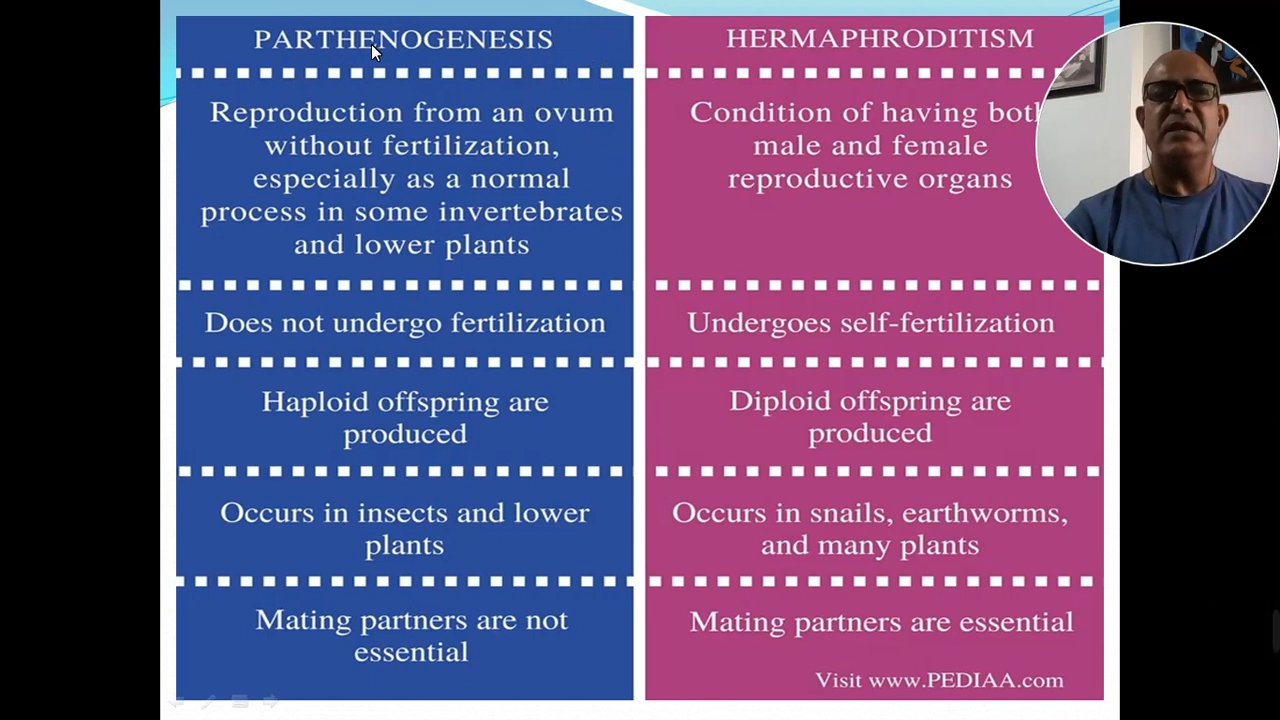 PARTHENOGENESIS
Reproduction from an ovum
without fertilization,
especially as a normal
process in some invertebrates
and lower plants
Does not undergo fertilization
Haploid offspring are
produced
Occurs in insects and lower
plants
Mating partners are not
essential
HERMAPHRODITISM
Condition of having both
male and female
reproductive organs
Undergoes self-fertilization
Diploid offspring are
produced
Occurs in snails, earthworms,
and many plants
Mating partners are essential
Visit www.PEDIAA.com